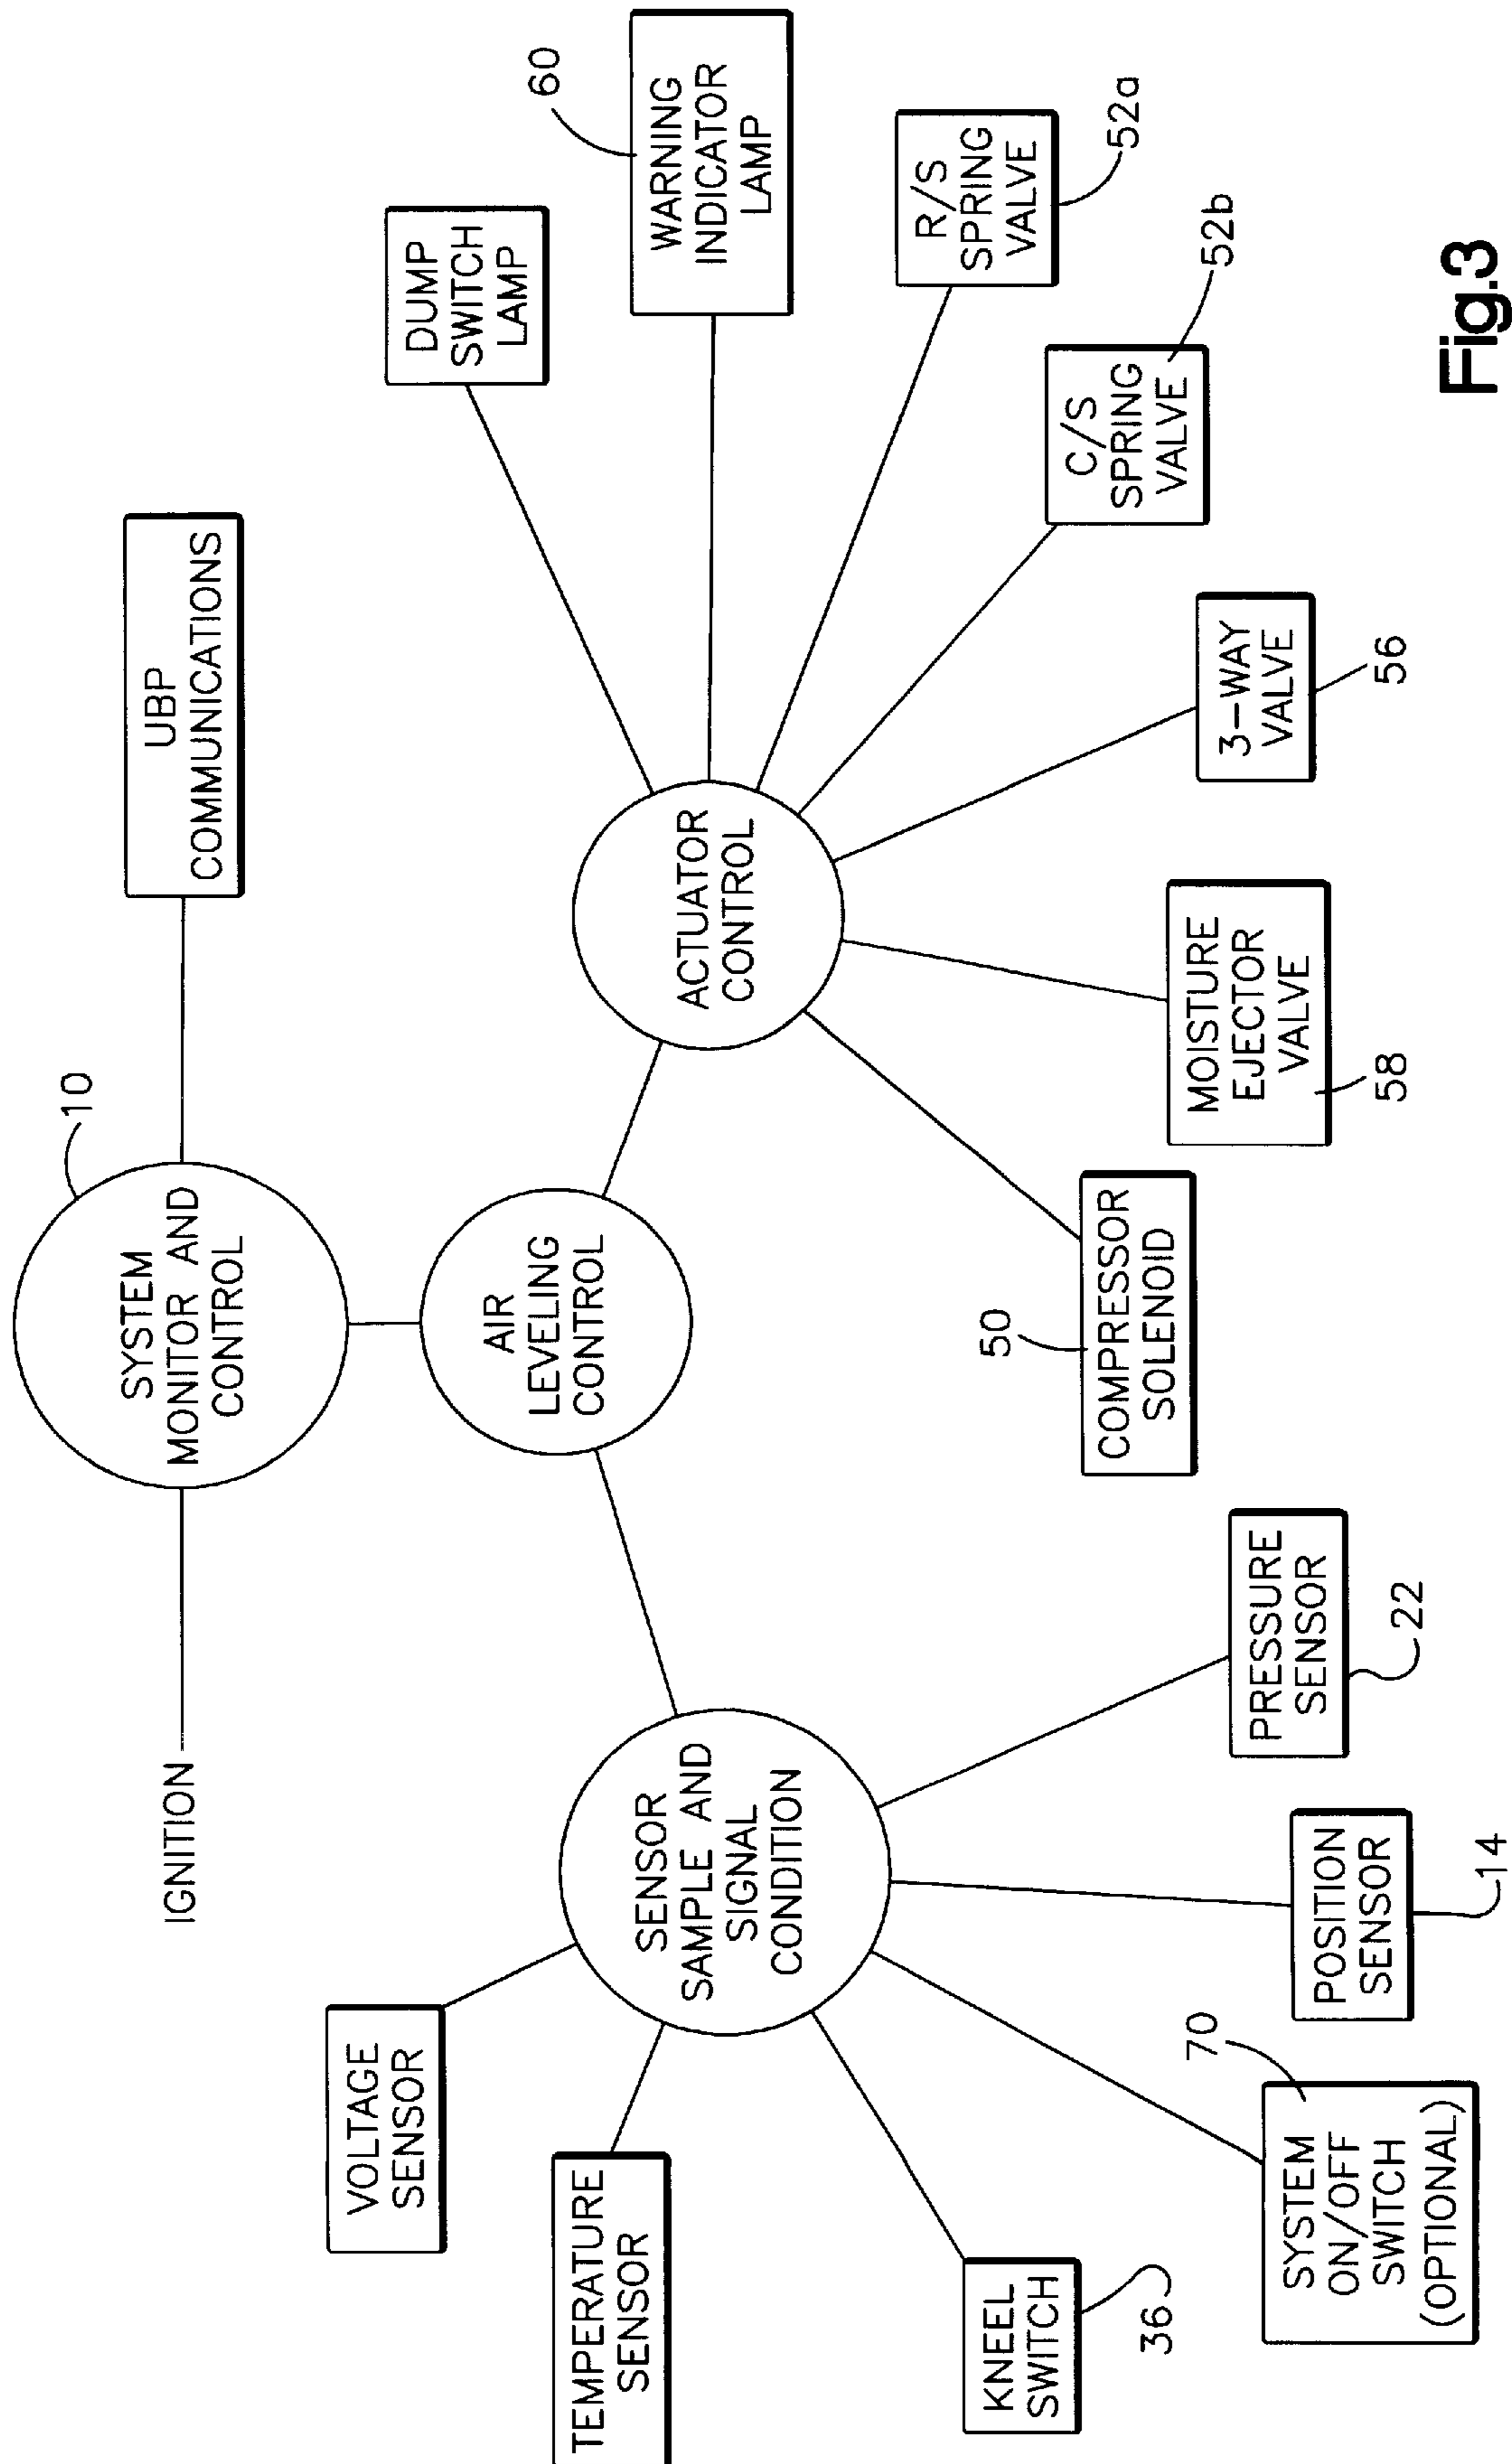 IGNITION
SYSTEM
MONITOR AND
CONTROL
10
UBP
COMMUNICATIONS
AIR
LEVELING
CONTROL
SENSOR
SAMPLE AND
SIGNAL
CONDITION
VOLTAGE
SENSOR
TEMPERATURE
SENSOR
KNEEL
SWITCH
36
SYSTEM
ON/OFF
SWITCH
(OPTIONAL)
70
POSITION
SENSOR
14
PRESSURE
SENSOR
22
ACTUATOR
CONTROL
COMPRESSOR
SOLENOID
50
MOISTURE
EJECTOR
VALVE
58
3-WAY
VALVE
56
C/S
SPRING
VALVE
52b
R/S
SPRING
VALVE
52a
WARNING
INDICATOR
LAMP
60
DUMP
SWITCH
LAMP
Fig.3